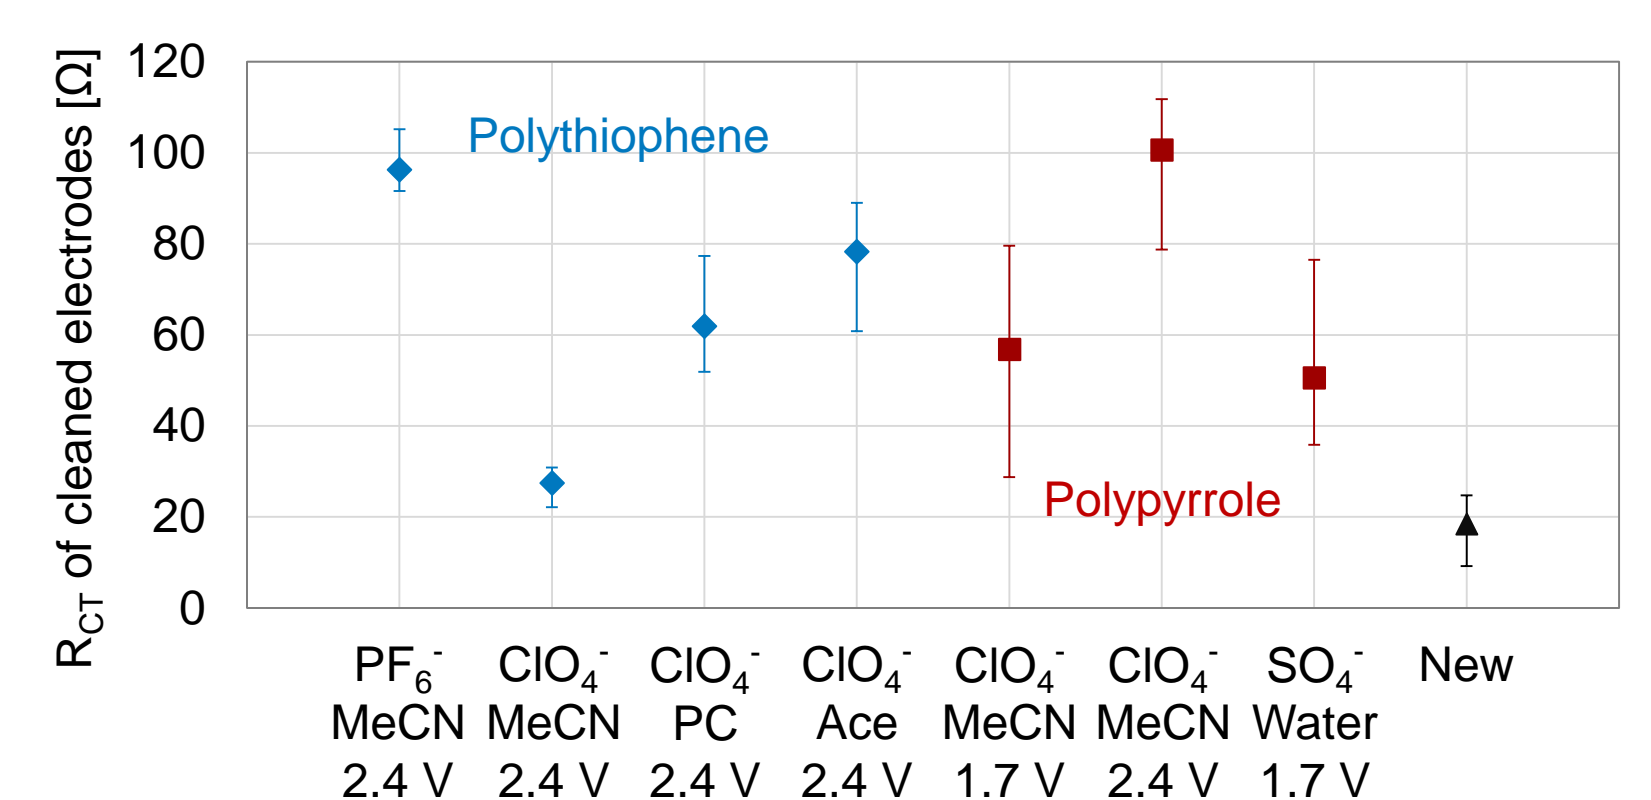 R_CT of cleaned electrodes [Ω]
120
100
80
60
40
20
0
Polythiophene
Polypyrrole
PF₆⁻ ClO₄⁻ ClO₄⁻ ClO₄⁻ ClO₄⁻ ClO₄⁻ SO₄⁻ New
MeCN MeCN PC Ace MeCN MeCN Water
2.4 V 2.4 V 2.4 V 2.4 V 1.7 V 2.4 V 1.7 V